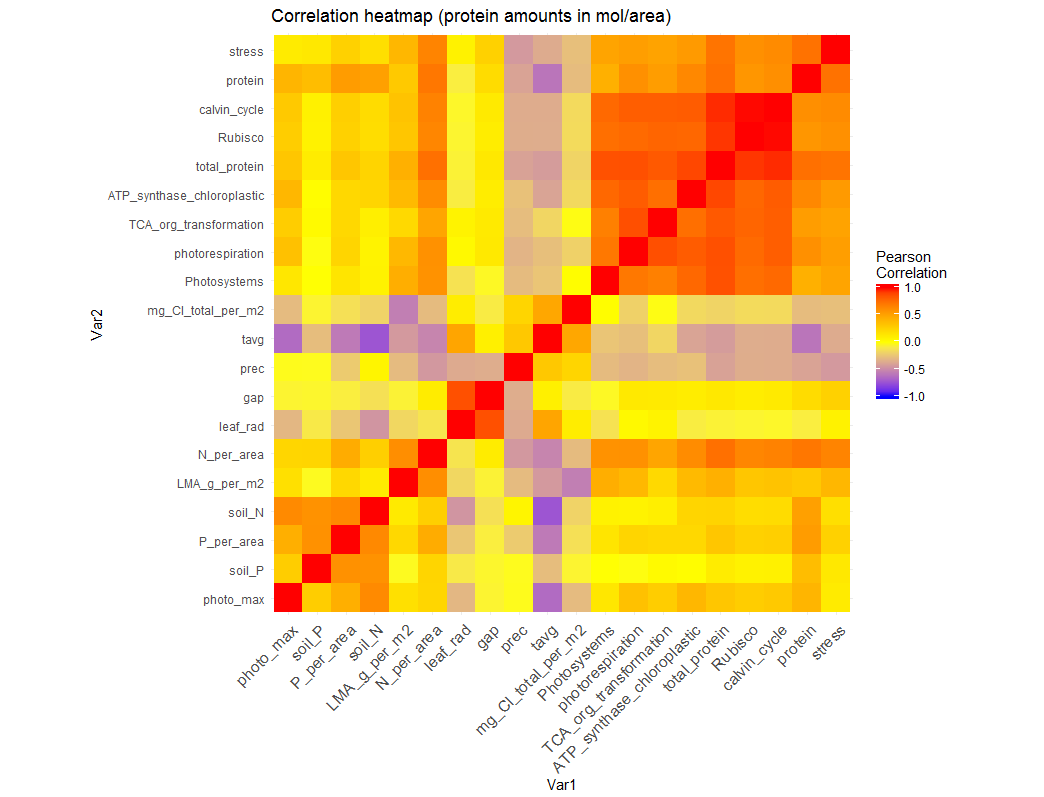 Correlation heatmap (protein amounts in mol/area)
stress
protein
calvin_cycle
Rubisco
total_protein
ATP_synthase_chloroplastic
TCA_org_transformation
photorespiration
Photosystems
mg_Cl_total_per_m2
tavg
prec
gap
leaf_rad
N_per_area
LMA_g_per_m2
soil_N
P_per_area
soil_P
photo_max
Var2
photo_max
soil_P
P_per_area
soil_N
LMA_g_per_m2
N_per_area
leaf_rad
gap
prec
tavg
mg_Cl_total_per_m2
Photosystems
photorespiration
TCA_org_transformation
ATP_synthase_chloroplastic
total_protein
Rubisco
calvin_cycle
protein
stress
Var1
Pearson
Correlation
1.0
0.5
0.0
-0.5
-1.0